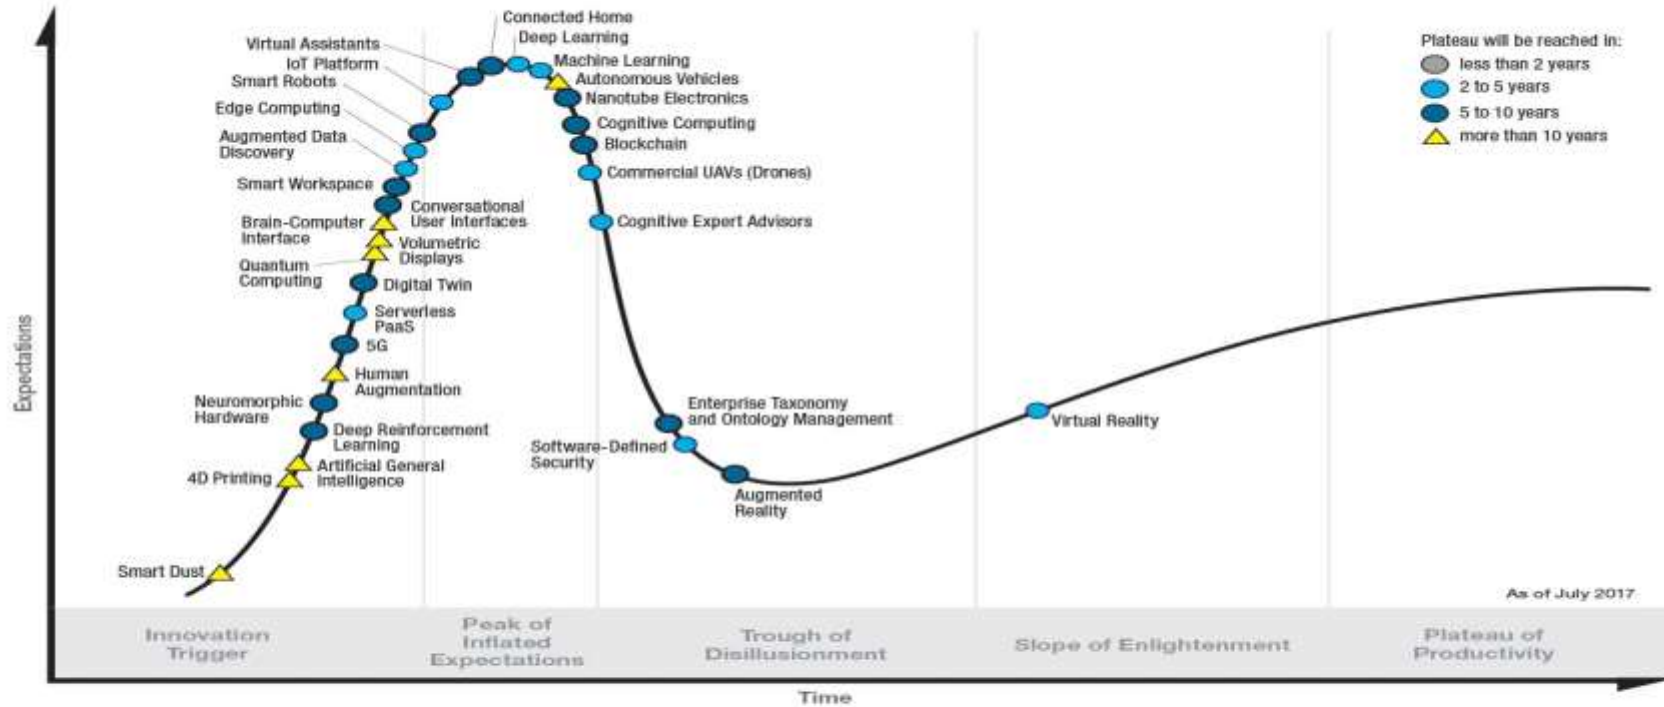 Connected Home
Deep Learning
Virtual Assistants
IoT Platform
Smart Robots
Edge Computing
Augmented Data
Discovery
Smart Workspace
Brain-Computer
Interface
Quantum
Computing
Machine Learning
Autonomous Vehicles
Nanotube Electronics
Cognitive Computing
Blockchain
Commercial UAVs (Drones)
Cognitive Expert Advisors
Conversational
User Interfaces
Volumetric
Displays
Digital Twin
Serverless
PaaS
5G
Human
Augmentation
Neuromorphic
Hardware
Deep Reinforcement
Learning
Artificial General
Intelligence
4D Printing
Smart Dust
Enterprise Taxonomy
and Ontology Management
Software-Defined
Security
Augmented
Reality
Virtual Reality
Plateau will be reached in:
less than 2 years
2 to 5 years
5 to 10 years
more than 10 years
As of July 2017
Expectations
Innovation
Trigger
Peak of
Inflated
Expectations
Trough of
Disillusionment
Slope of Enlightenment
Plateau of
Productivity
Time